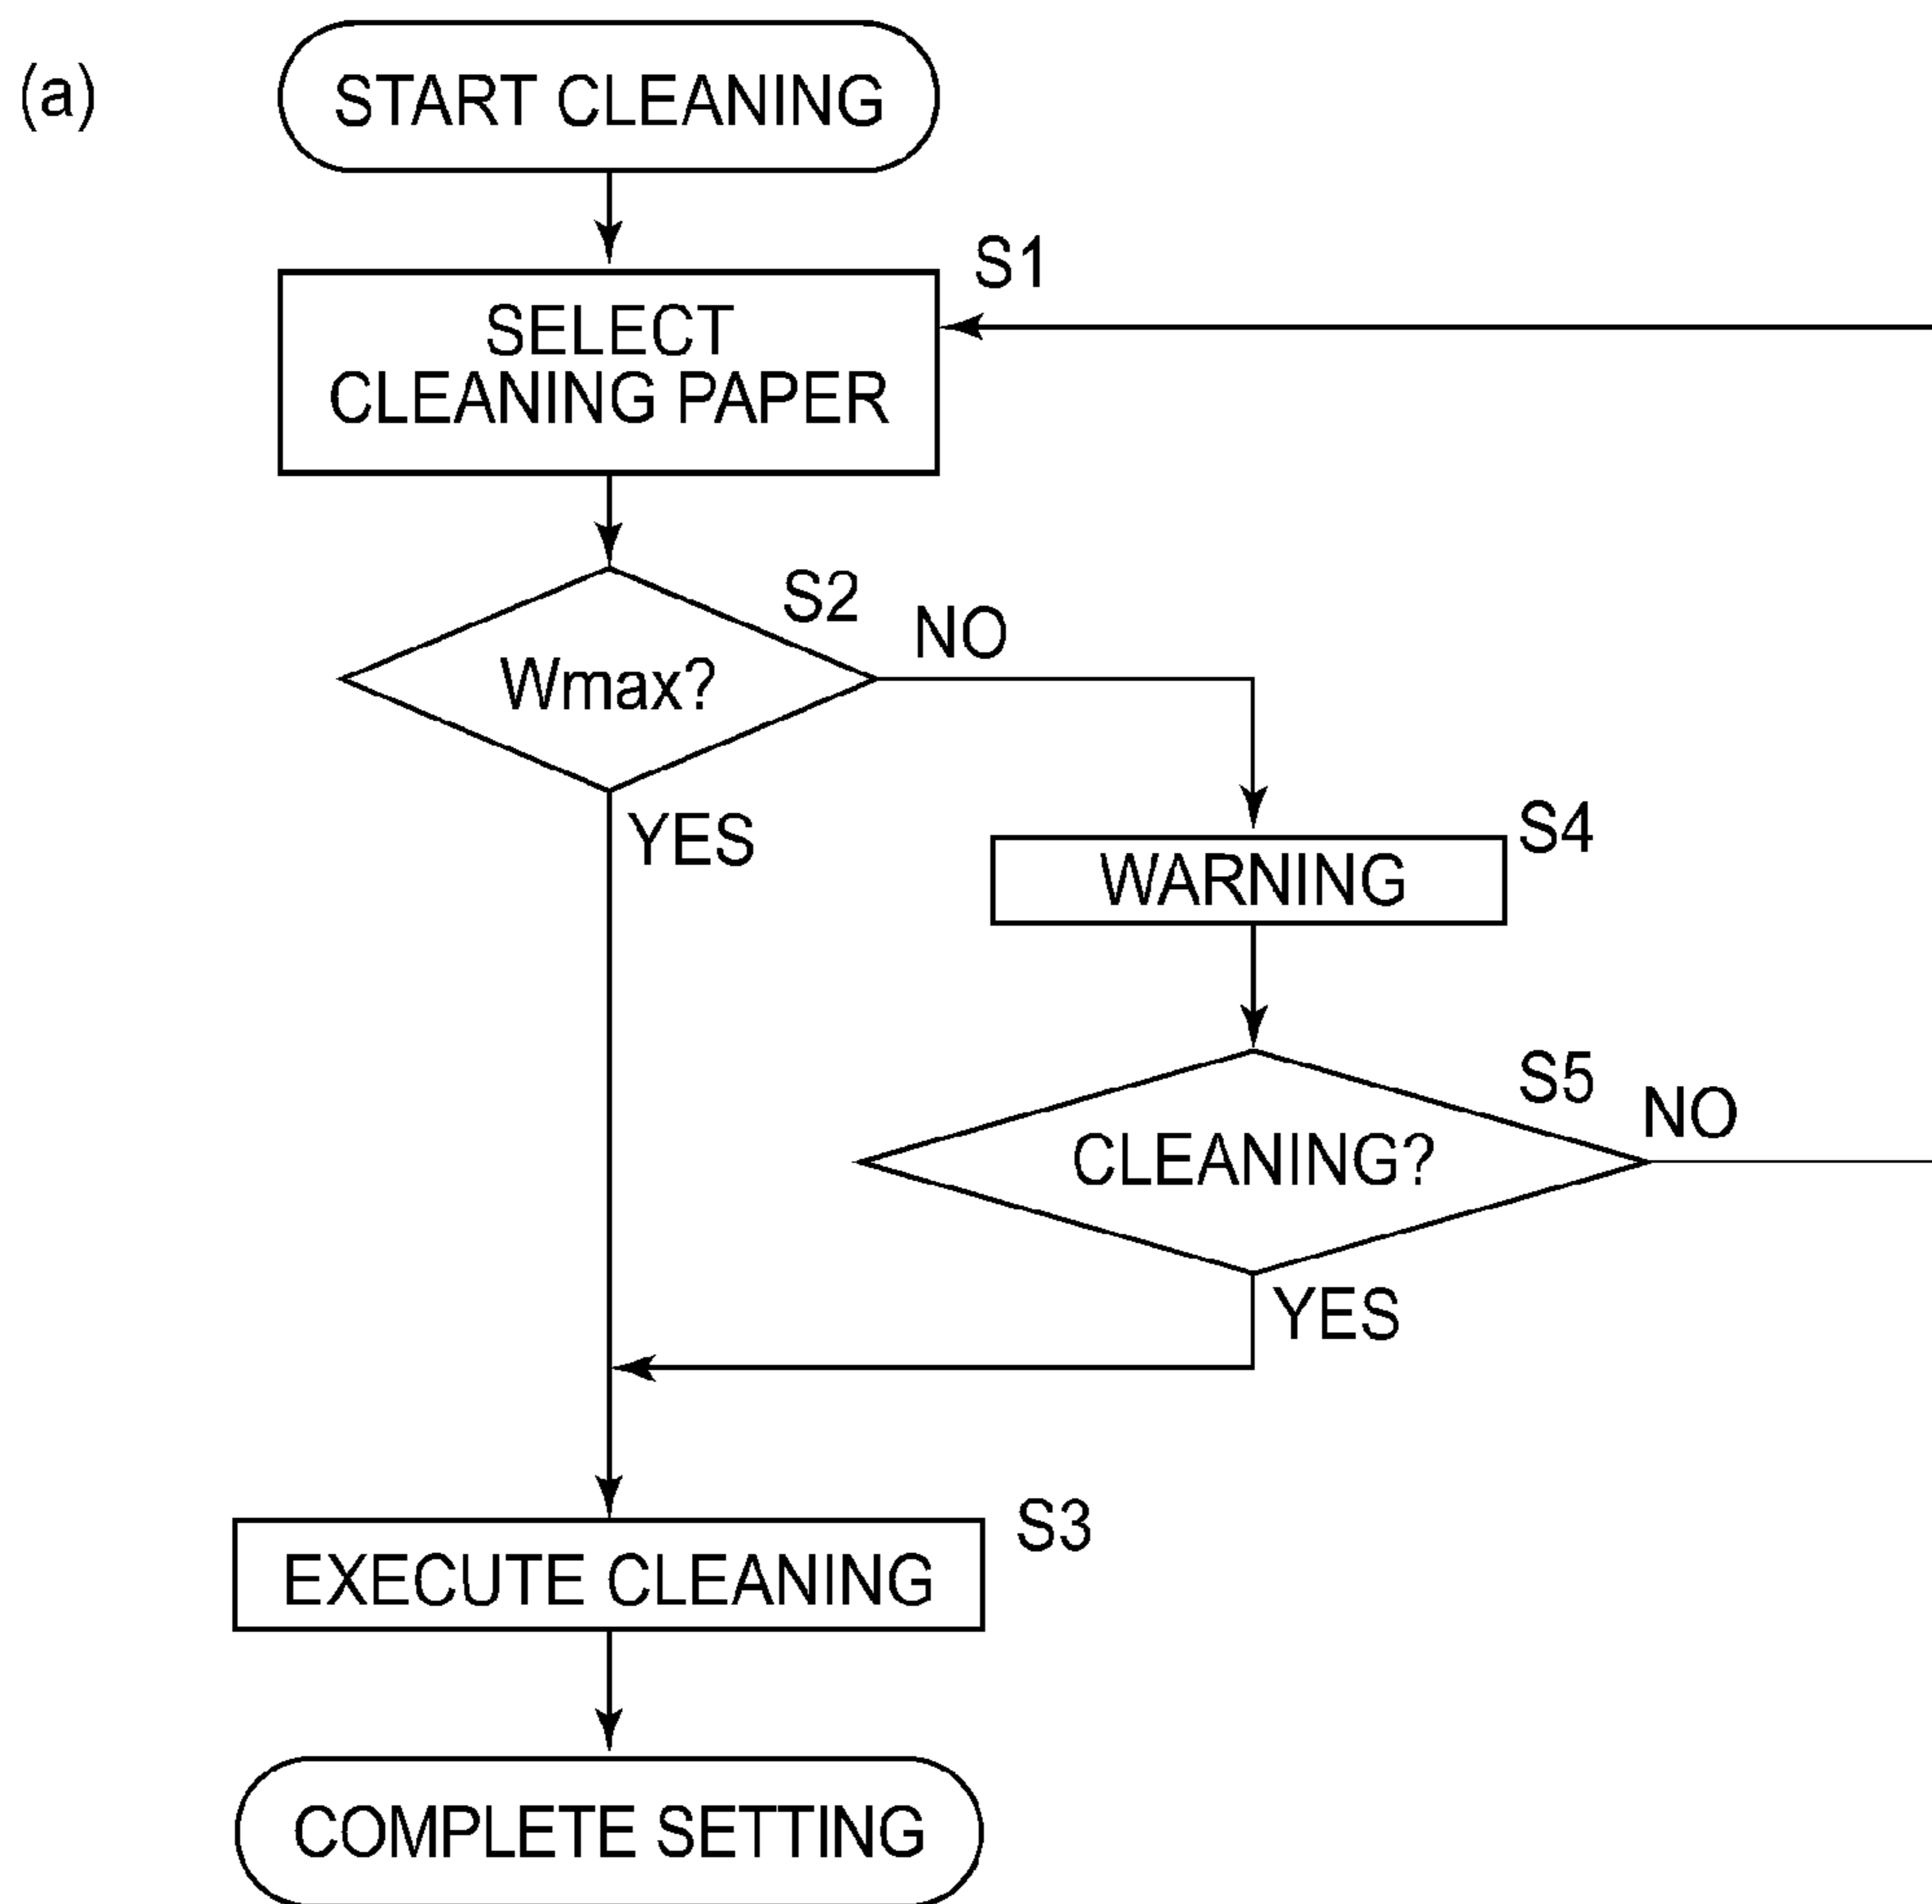 (a)
START CLEANING
S1
SELECT
CLEANING PAPER
S2
NO
Wmax?
YES
S4
WARNING
S5
NO
CLEANING?
YES
S3
EXECUTE CLEANING
COMPLETE SETTING